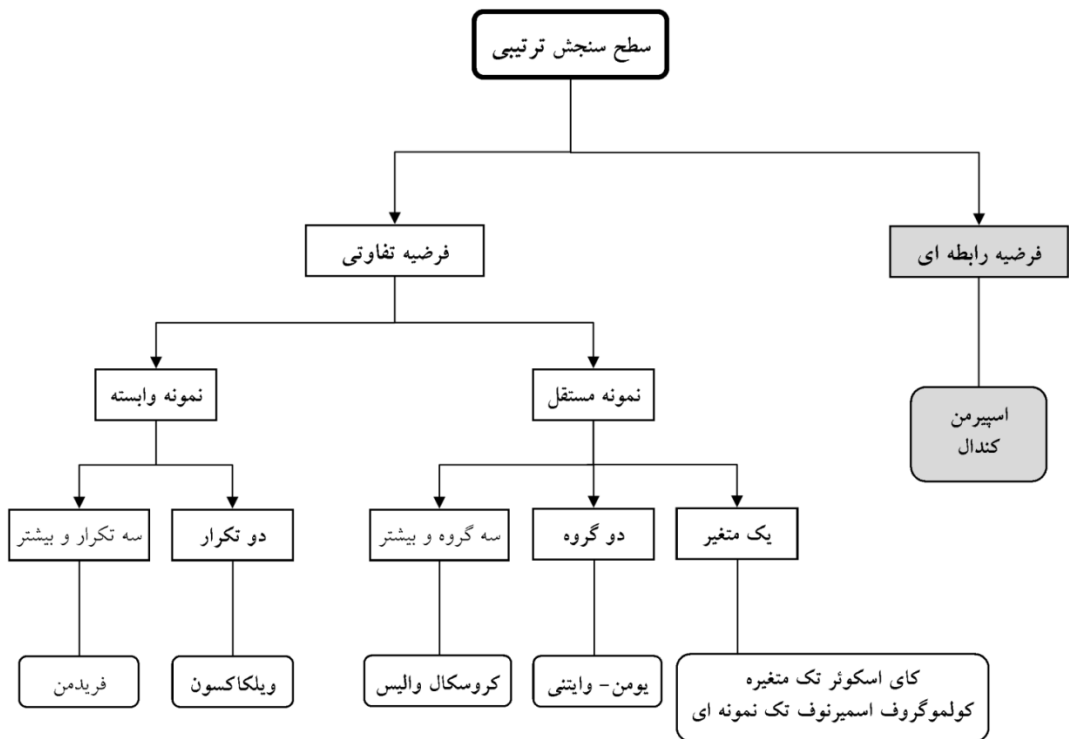 سطح سنجش ترتیبی
فرضیه رابطه ای
فرضیه تفاوتی
نمونه مستقل
نمونه وابسته
اسپیرمن
کندال
یک متغیر
دو گروه
سه گروه و بیشتر
دو تکرار
سه تکرار و بیشتر
کای اسکوئر تک متغیره
کولموگروف اسمیرنوف تک نمونه ای
یومن- وایتنی
کروسکال والیس
ویلکاکسون
فریدمن